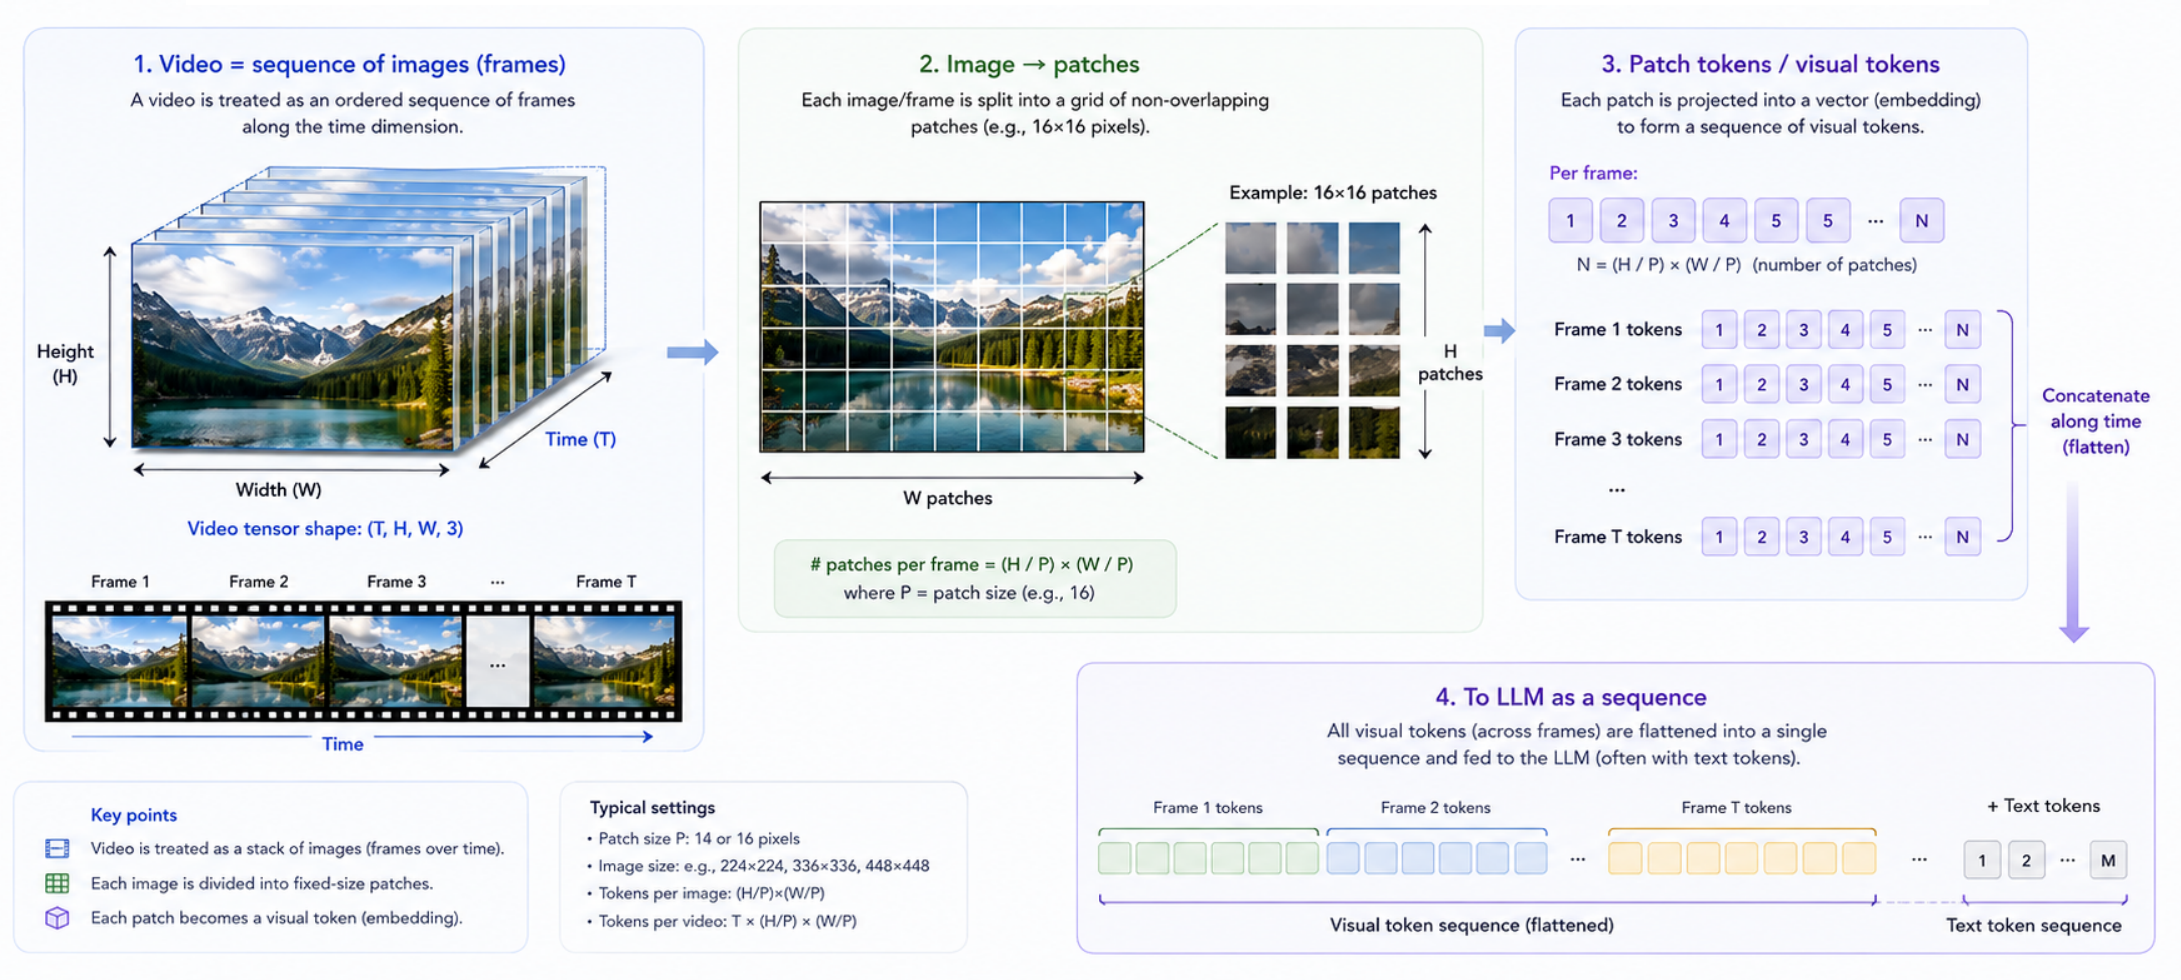 1. Video = sequence of images (frames)
A video is treated as an ordered sequence of frames
along the time dimension.
Height
(H)
Time (T)
Width (W)
Video tensor shape: (T, H, W, 3)
Frame 1 Frame 2 Frame 3 ... Frame T
...
Time
2. Image → patches
Each image/frame is split into a grid of non-overlapping
patches (e.g., 16×16 pixels).
Example: 16×16 patches
H
patches
W patches
# patches per frame = (H / P) × (W / P)
where P = patch size (e.g., 16)
3. Patch tokens / visual tokens
Each patch is projected into a vector (embedding)
to form a sequence of visual tokens.
Per frame:
1 2 3 4 5 5 ... N
N = (H / P) × (W / P) (number of patches)
Frame 1 tokens 1 2 3 4 5 ... N
Frame 2 tokens 1 2 3 4 5 ... N
Frame 3 tokens 1 2 3 4 5 ... N
...
Frame T tokens 1 2 3 4 5 ... N
Concatenate
along time
(flatten)
4. To LLM as a sequence
All visual tokens (across frames) are flattened into a single
sequence and fed to the LLM (often with text tokens).
Frame 1 tokens Frame 2 tokens Frame T tokens + Text tokens
... ... 1 2 ... M
Visual token sequence (flattened) Text token sequence
Key points
Video is treated as a stack of images (frames over time).
Each image is divided into fixed-size patches.
Each patch becomes a visual token (embedding).
Typical settings
• Patch size P: 14 or 16 pixels
• Image size: e.g., 224×224, 336×336, 448×448
• Tokens per image: (H/P)×(W/P)
• Tokens per video: T × (H/P) × (W/P)